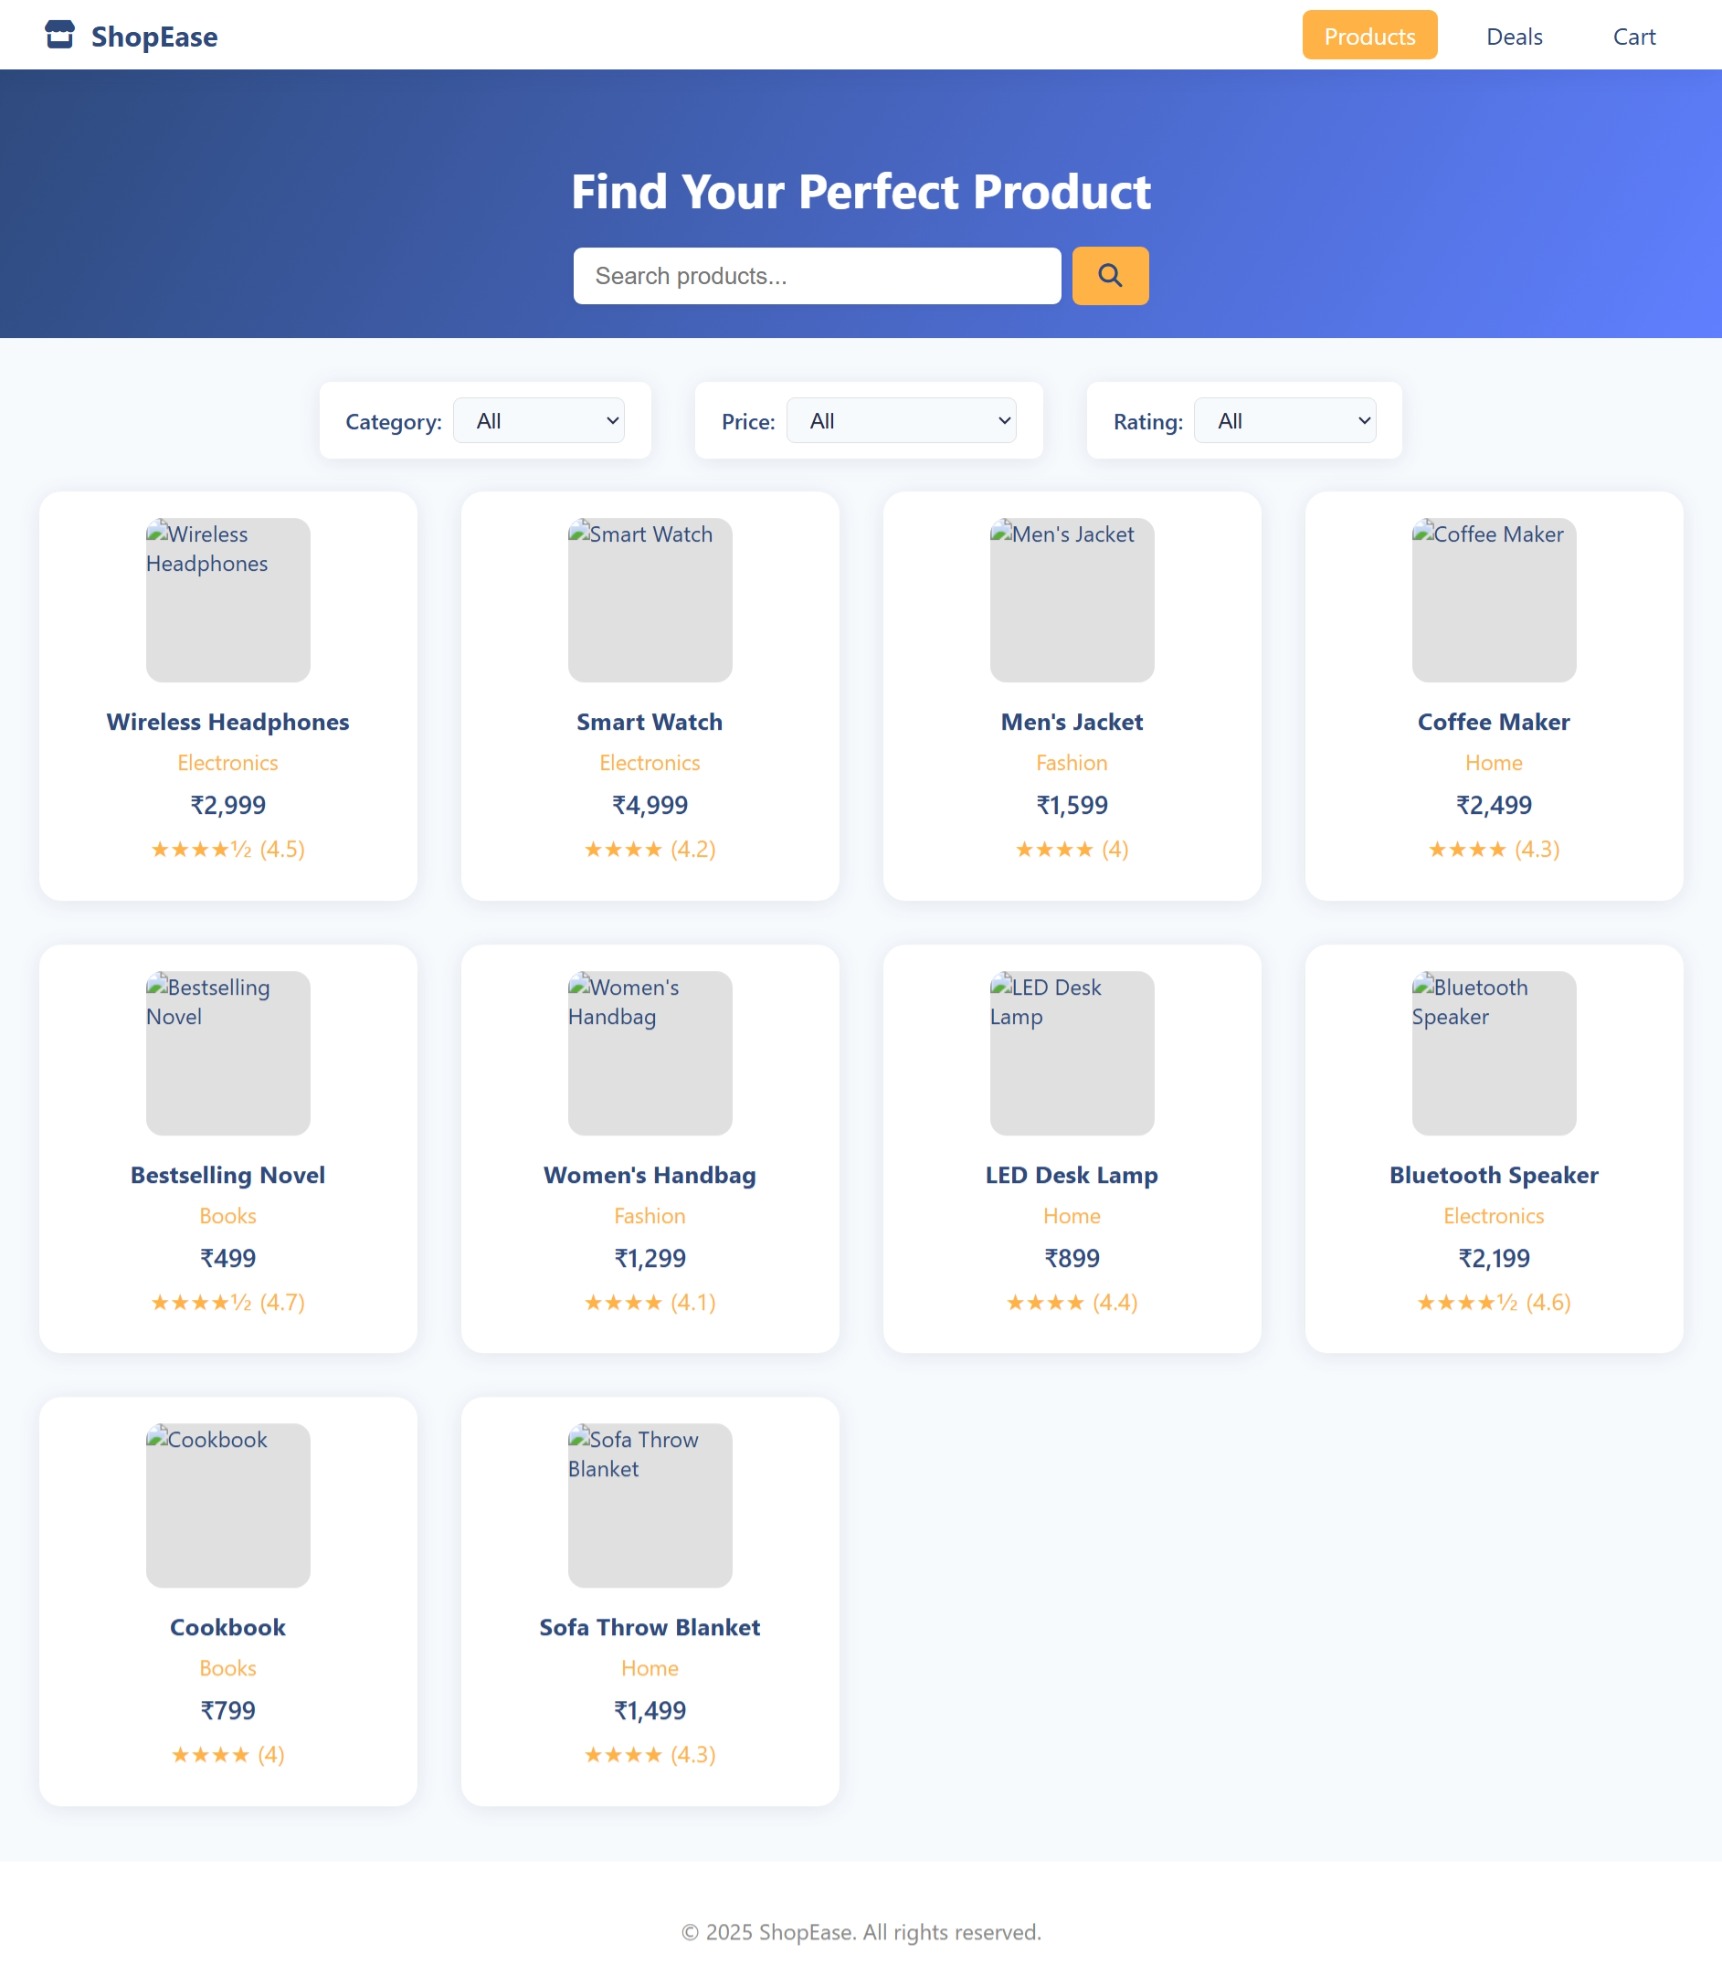 ShopEase
Products
Deals
Cart
Find Your Perfect Product
Search products...
Category:
All
Price:
All
Rating:
All
Wireless
Headphones
Wireless Headphones
Electronics
₹2,999
★★★★½ (4.5)
Smart Watch
Smart Watch
Electronics
₹4,999
★★★★ (4.2)
Men's Jacket
Men's Jacket
Fashion
₹1,599
★★★★ (4)
Coffee Maker
Coffee Maker
Home
₹2,499
★★★★ (4.3)
Bestselling
Novel
Bestselling Novel
Books
₹499
★★★★½ (4.7)
Women's
Handbag
Women's Handbag
Fashion
₹1,299
★★★★ (4.1)
LED Desk
Lamp
LED Desk Lamp
Home
₹899
★★★★ (4.4)
Bluetooth
Speaker
Bluetooth Speaker
Electronics
₹2,199
★★★★½ (4.6)
Cookbook
Cookbook
Books
₹799
★★★★ (4)
Sofa Throw
Blanket
Sofa Throw Blanket
Home
₹1,499
★★★★ (4.3)
© 2025 ShopEase. All rights reserved.